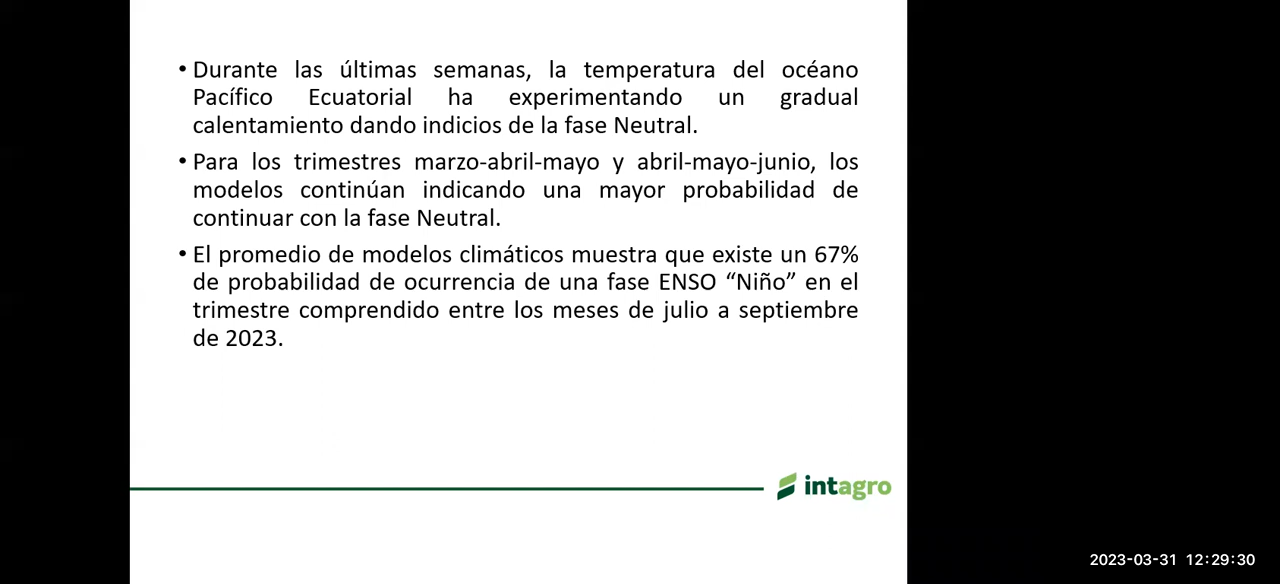 • Durante las últimas semanas, la temperatura del océano
Pacífico Ecuatorial ha experimentando un gradual
calentamiento dando indicios de la fase Neutral.
• Para los trimestres marzo-abril-mayo y abril-mayo-junio, los
modelos continúan indicando una mayor probabilidad de
continuar con la fase Neutral.
• El promedio de modelos climáticos muestra que existe un 67%
de probabilidad de ocurrencia de una fase ENSO “Niño” en el
trimestre comprendido entre los meses de julio a septiembre
de 2023.
intagro
2023-03-31 12:29:30